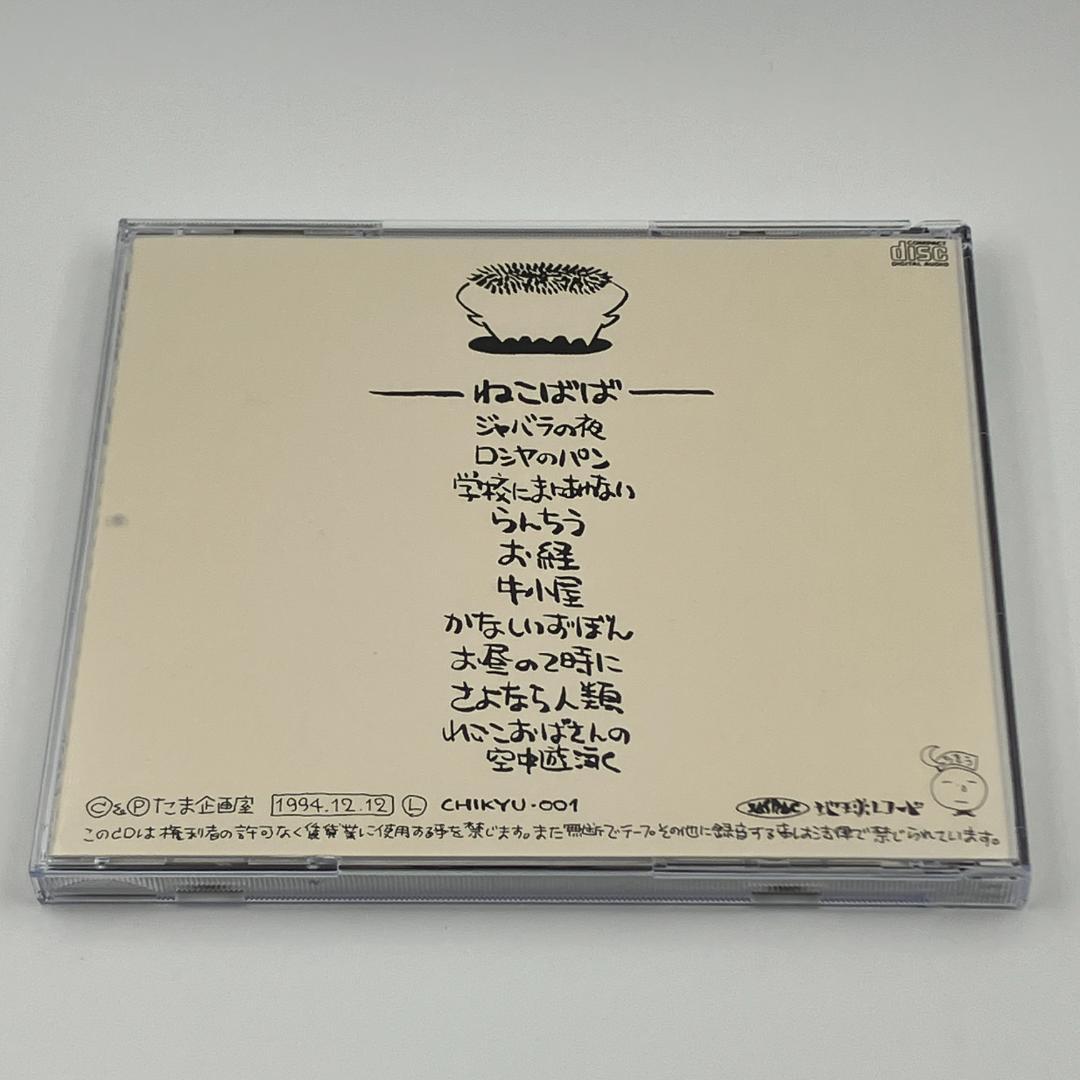 COMPACT
disc
DIGITAL AUDIO
ねこばば
ジャバラの夜
ロシヤのパン
学校にまにあわない
らんちう
お経
牛小屋
かなしいずぼん
お昼の2時に
さよなら人類
れいこおばさんの
空中遊泳
©&Ⓟたま企画室 1994.12.12 Ⓛ CHIKYU・001 JASRAC 地球レコード
このCDは権利者の許可なく賃貸業に使用する事を禁じます。また無断でテープその他に録音する事は法律で禁じられています。